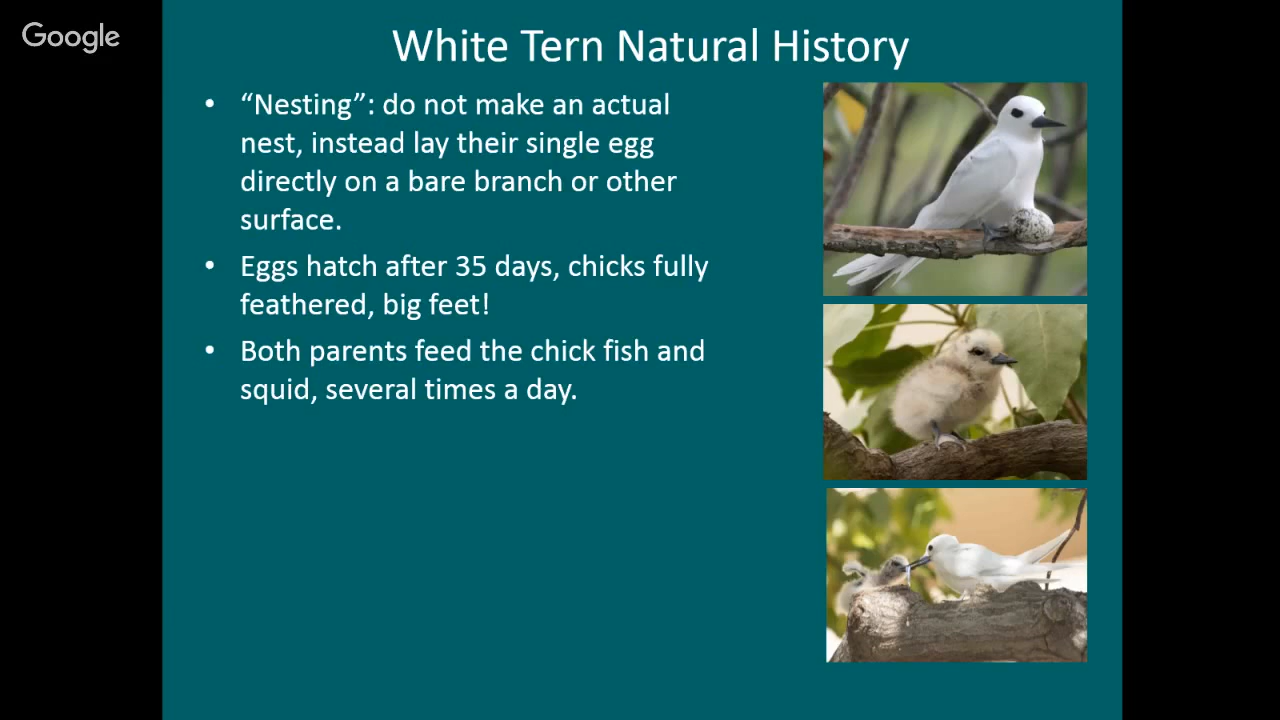 Google
White Tern Natural History
• “Nesting”: do not make an actual
nest, instead lay their single egg
directly on a bare branch or other
surface.
• Eggs hatch after 35 days, chicks fully
feathered, big feet!
• Both parents feed the chick fish and
squid, several times a day.